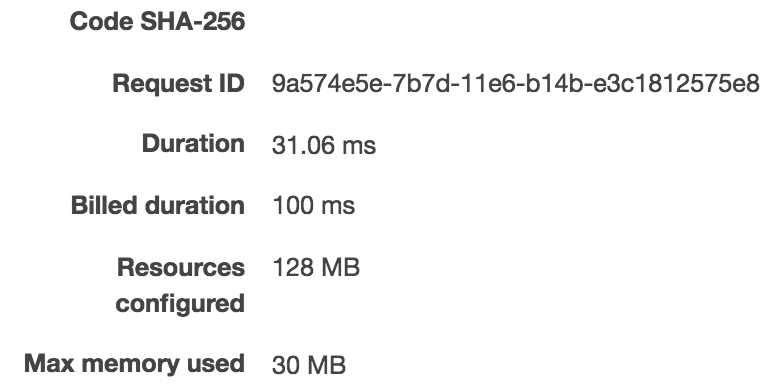 Code SHA-256
Request ID 9a574e5e-7b7d-11e6-b14b-e3c1812575e8
Duration 31.06 ms
Billed duration 100 ms
Resources 128 MB
configured
Max memory used 30 MB